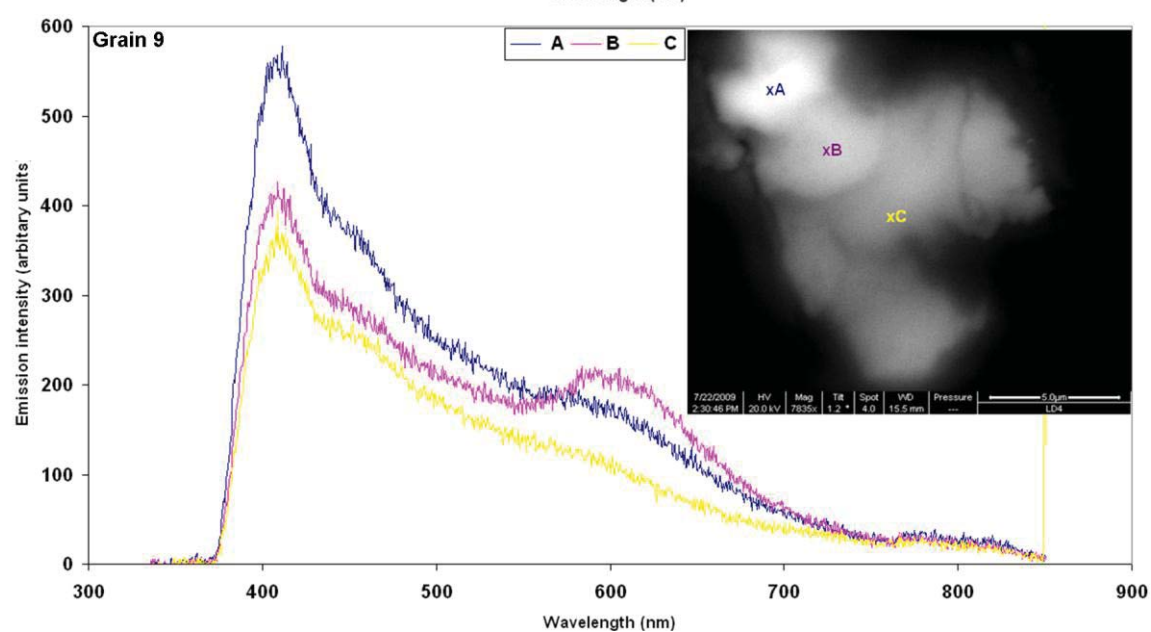 Grain 9
A B C
600
500
400
300
200
100
0
Emission intensity (arbitary units
300 400 500 600 700 800 900
Wavelength (nm)
xA
xB
xC
7/22/2009 HV Mag Tilt Spot WD Pressure 5.0µm
2:30:46 PM 20.0 kV 7835x 1.2 ° 4.0 15.5 mm --- LD4